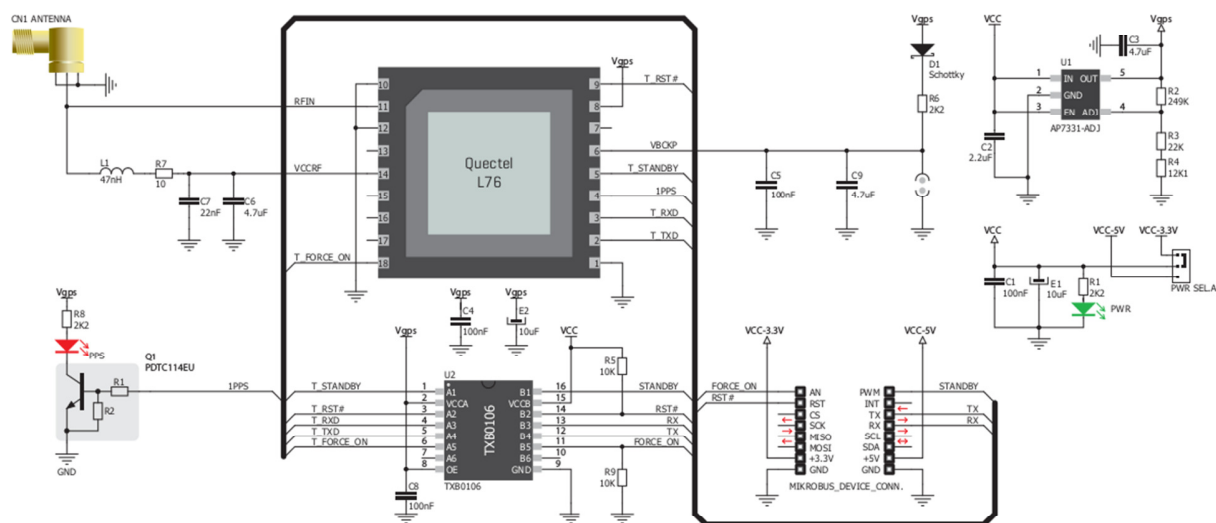 CN1 ANTENNA
RFIN
L1
47nH
R7
10
VCCRF
C7
22nF
C6
4.7uF
T_FORCE_ON
10
11
12
13
14
15
16
17
18
Quectel
L76
Vgps
9
8
7
6
5
4
3
2
1
T_RST#
VBCKP
T_STANDBY
1PPS
T_RXD
T_TXD
C5
100nF
C9
4.7uF
Vgps
D1
Schottky
R6
2K2
VCC
Vgps
C3
4.7uF
U1
1
2
3
IN OUT
GND
EN ADJ
5
4
AP7331-ADJ
C2
2.2uF
R2
249K
R3
22K
R4
12K1
VCC
VCC-5V
VCC-3.3V
C1
100nF
E1
10uF
R1
2K2
PWR
PWR SEL.A
Vgps
R8
2K2
PPS
Q1
PDTC114EU
R1
R2
GND
1PPS
Vgps
C4
100nF
Vgps
E2
10uF
Vgps
VCC
R5
10K
U2
T_STANDBY
T_RST#
T_RXD
T_TXD
T_FORCE_ON
1
2
3
4
5
6
7
8
A1
VCCA
A2
A3
A4
A5
A6
OE
TXB0106
B1
VCCB
B2
B3
B4
B5
B6
GND
16
15
14
13
12
11
10
9
STANDBY
RST#
RX
TX
FORCE_ON
TXB0106
C8
100nF
R9
10K
VCC-3.3V
VCC-5V
FORCE_ON
RST#
AN
RST
CS
SCK
MISO
MOSI
+3.3V
GND
PWM
INT
TX
RX
SCL
SDA
+5V
GND
STANDBY
TX
RX
MIKROBUS_DEVICE_CONN.